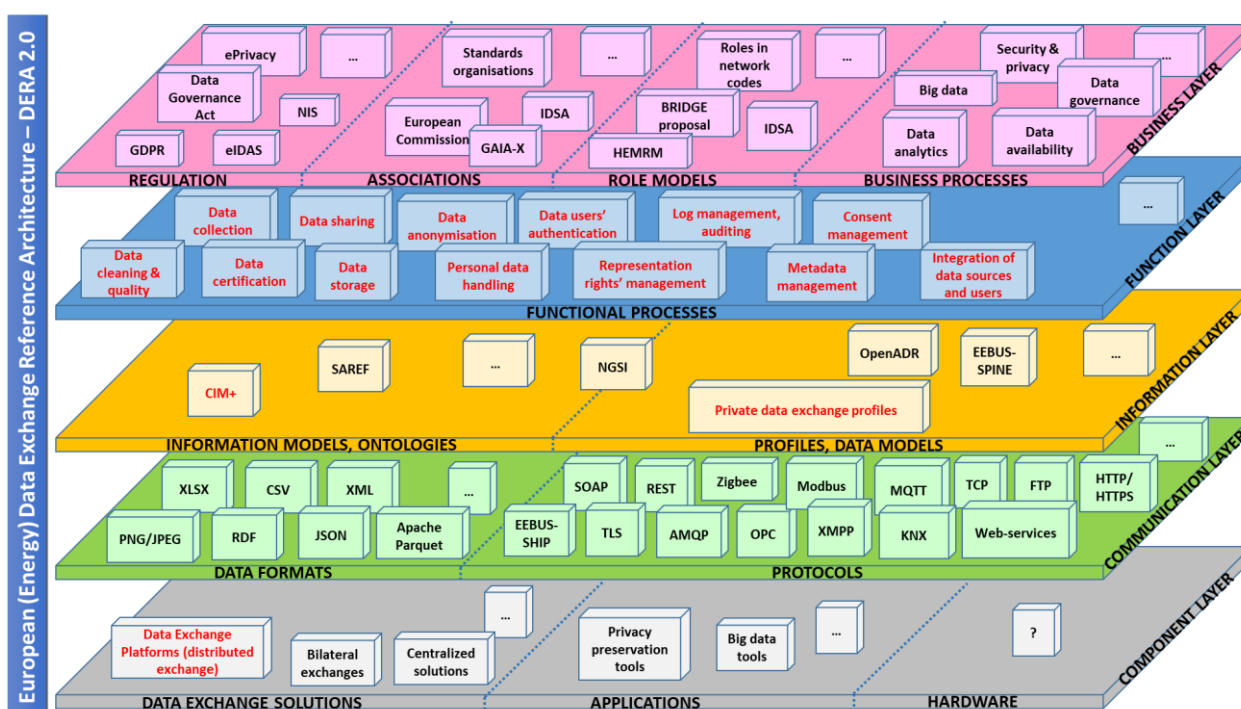 European (Energy) Data Exchange Reference Architecture – DERA 2.0
ePrivacy
...
Data
Governance
Act
NIS
GDPR
eIDAS
REGULATION
Standards
organisations
...
European
Commission
IDSA
GAIA-X
ASSOCIATIONS
Roles in
network
codes
...
BRIDGE
proposal
IDSA
HEMRM
ROLE MODELS
Security &
privacy
...
Big data
Data
governance
Data
analytics
Data
availability
BUSINESS PROCESSES
BUSINESS LAYER
Data
collection
Data sharing
Data
anonymisation
Data users'
authentication
Log management,
auditing
Consent
management
...
Data
cleaning &
quality
Data
certification
Data
storage
Personal data
handling
Representation
rights' management
Metadata
management
Integration of
data sources
and users
FUNCTIONAL PROCESSES
FUNCTION LAYER
CIM+
SAREF
...
INFORMATION MODELS, ONTOLOGIES
NGSI
OpenADR
EEBUS-
SPINE
...
Private data exchange profiles
PROFILES, DATA MODELS
INFORMATION LAYER
XLSX
CSV
XML
...
PNG/JPEG
RDF
JSON
Apache
Parquet
DATA FORMATS
SOAP
REST
Zigbee
Modbus
MQTT
TCP
FTP
HTTP/
HTTPS
...
EEBUS-
SHIP
TLS
AMQP
OPC
XMPP
KNX
Web-services
PROTOCOLS
COMMUNICATION LAYER
Data Exchange
Platforms (distributed
exchange)
Bilateral
exchanges
Centralized
solutions
...
DATA EXCHANGE SOLUTIONS
Privacy
preservation
tools
Big data
tools
...
APPLICATIONS
?
HARDWARE
COMPONENT LAYER